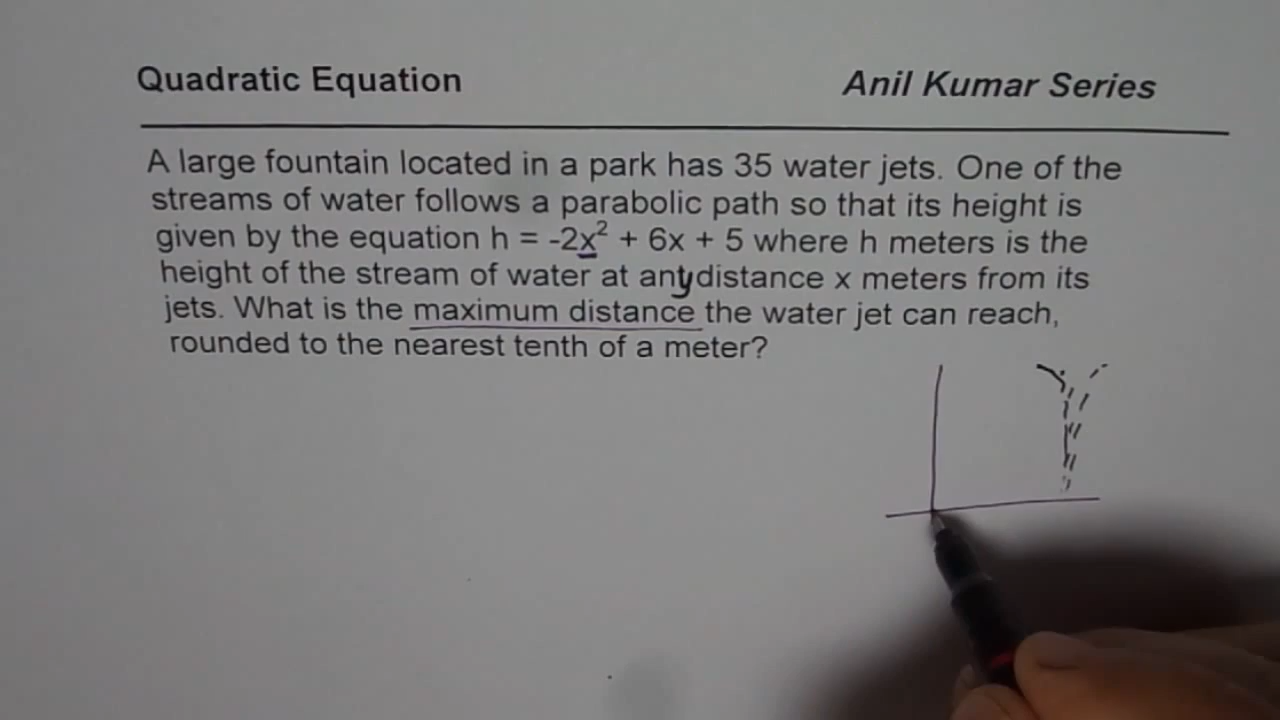 Quadratic Equation Anil Kumar Series
A large fountain located in a park has 35 water jets. One of the
streams of water follows a parabolic path so that its height is
given by the equation h = -2x² + 6x + 5 where h meters is the
height of the stream of water at any distance x meters from its
jets. What is the maximum distance the water jet can reach,
rounded to the nearest tenth of a meter?